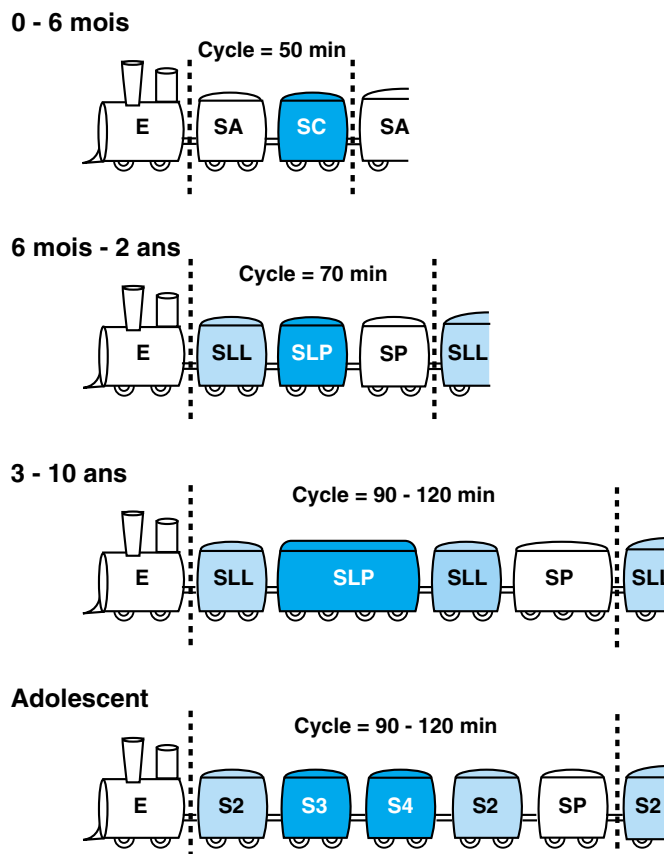 0 - 6 mois
Cycle = 50 min
E SA SC SA
6 mois - 2 ans
Cycle = 70 min
E SLL SLP SP SLL
3 - 10 ans
Cycle = 90 - 120 min
E SLL SLP SLL SP SLL
Adolescent
Cycle = 90 - 120 min
E S2 S3 S4 S2 SP S2